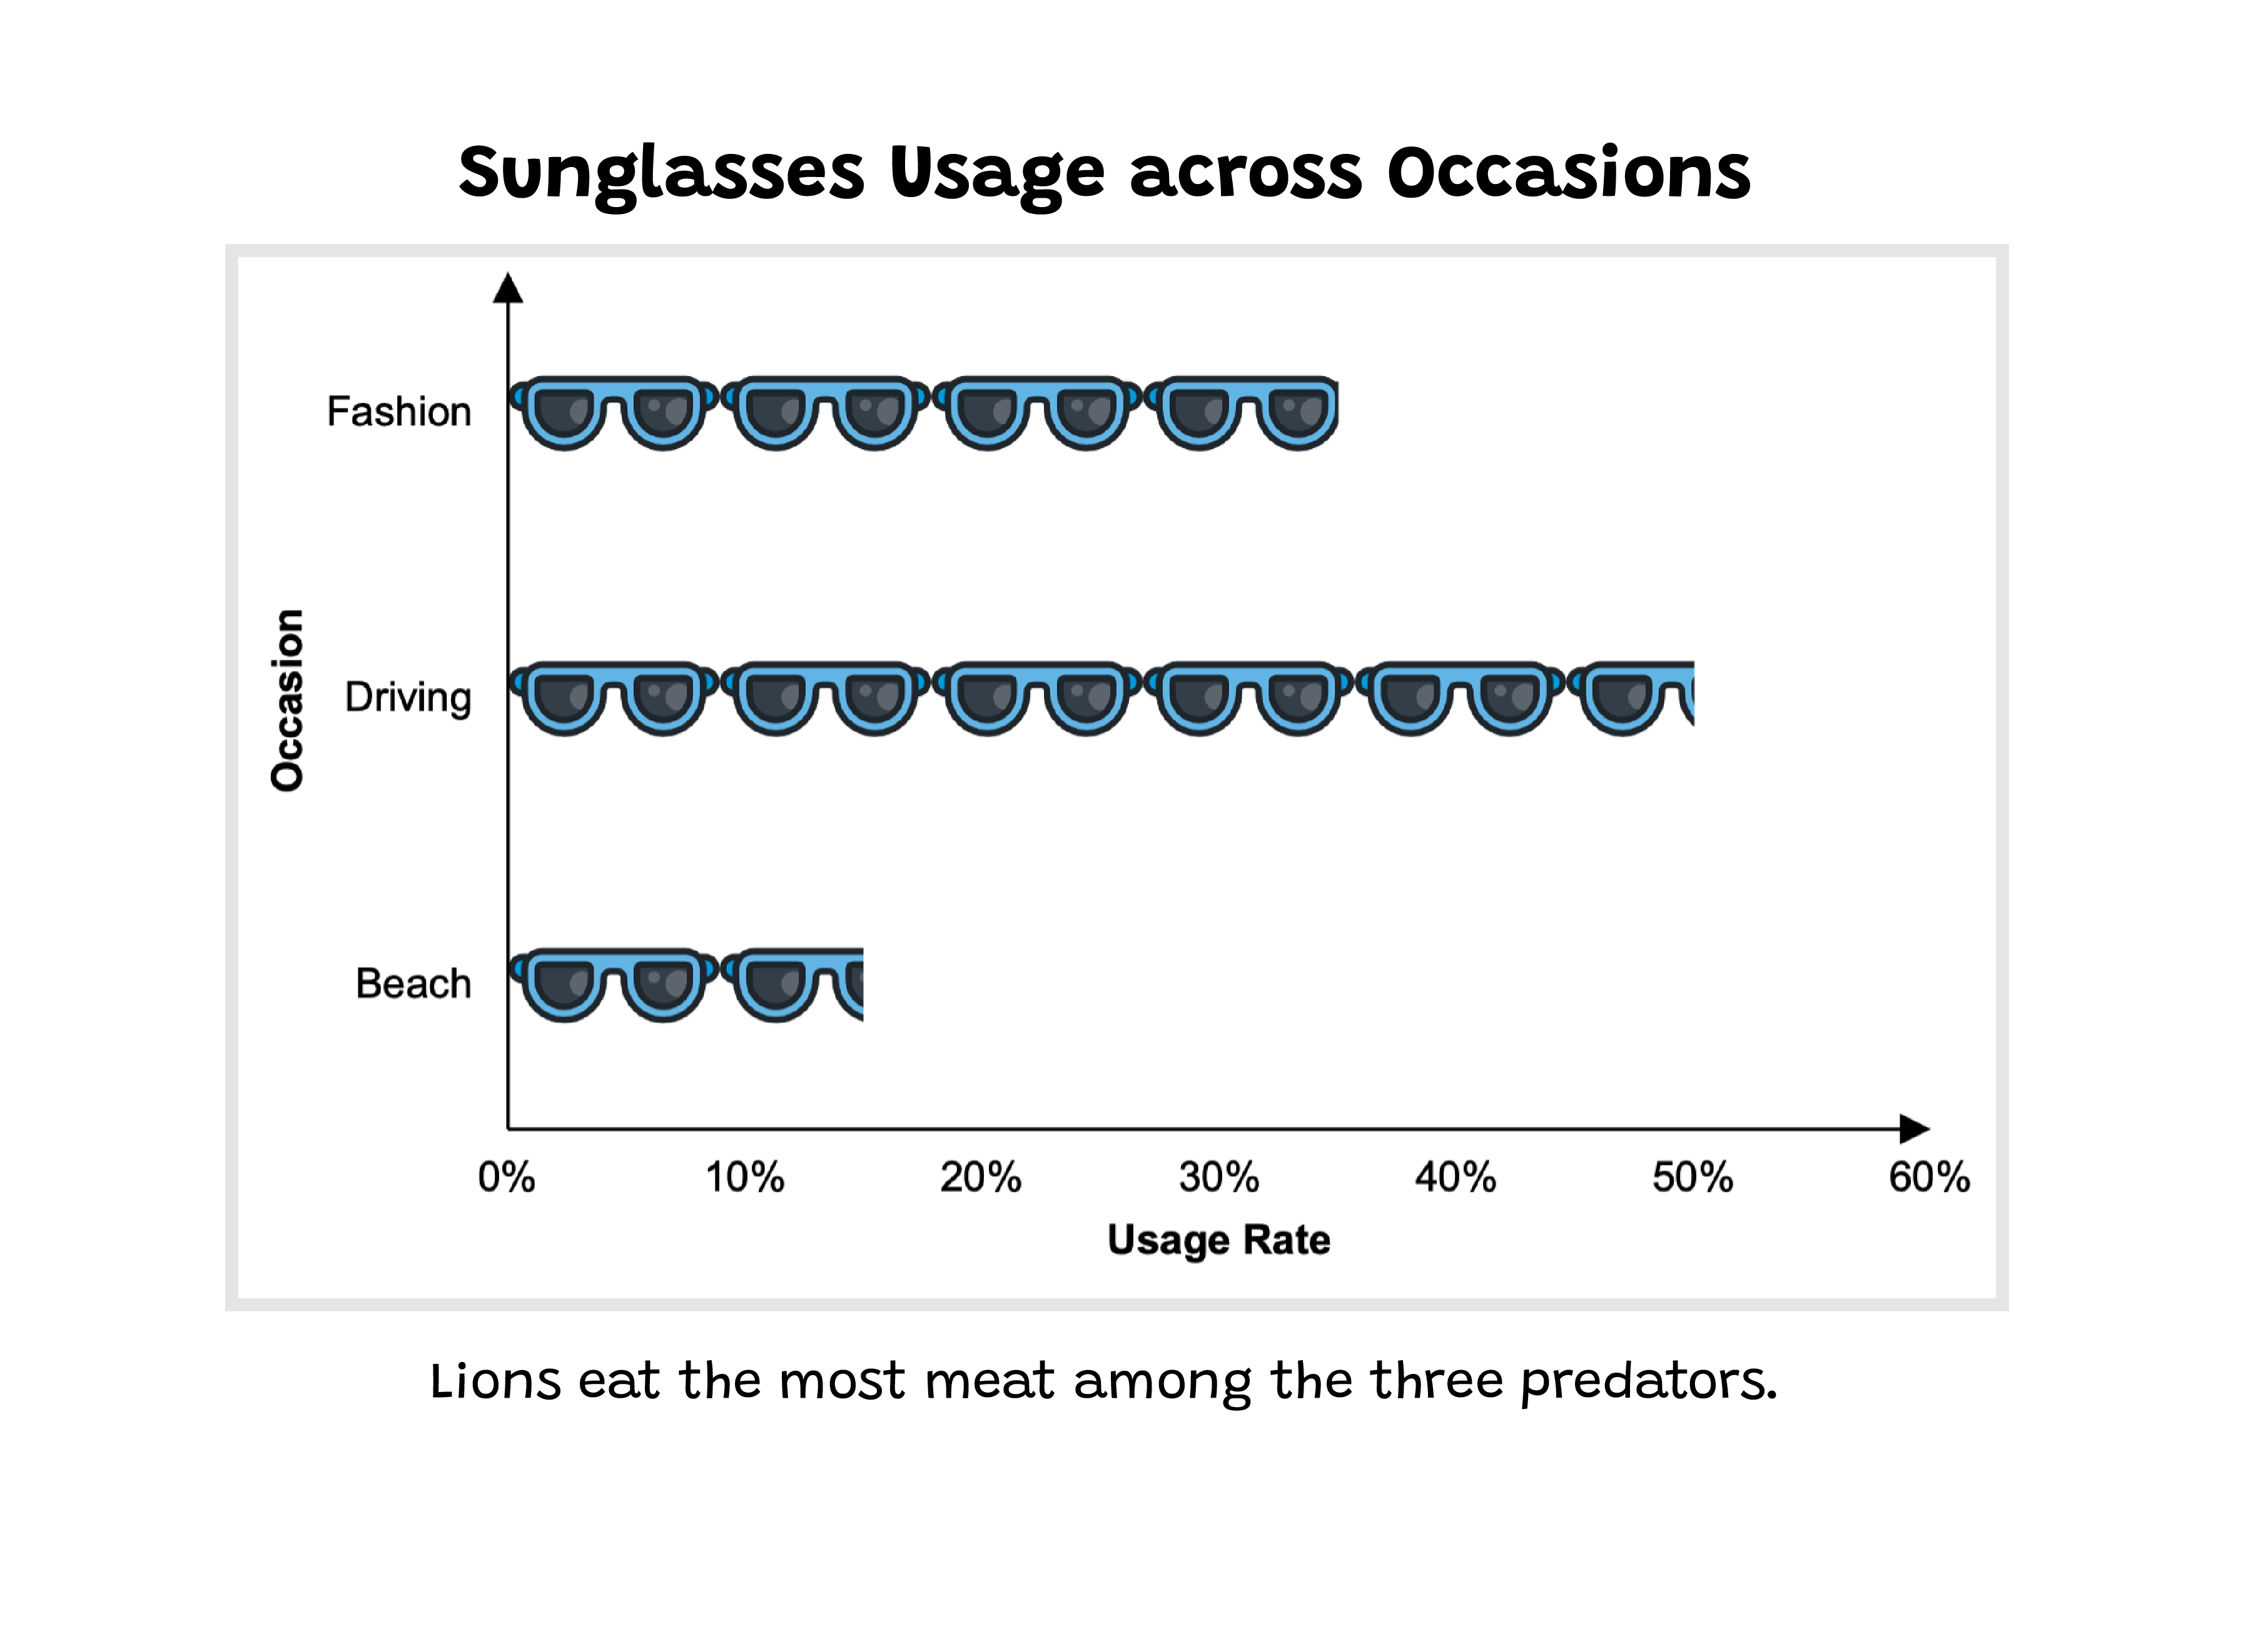 Sunglasses Usage across Occasions
Fashion
Driving
Beach
Occasion
0% 10% 20% 30% 40% 50% 60%
Usage Rate
Lions eat the most meat among the three predators.